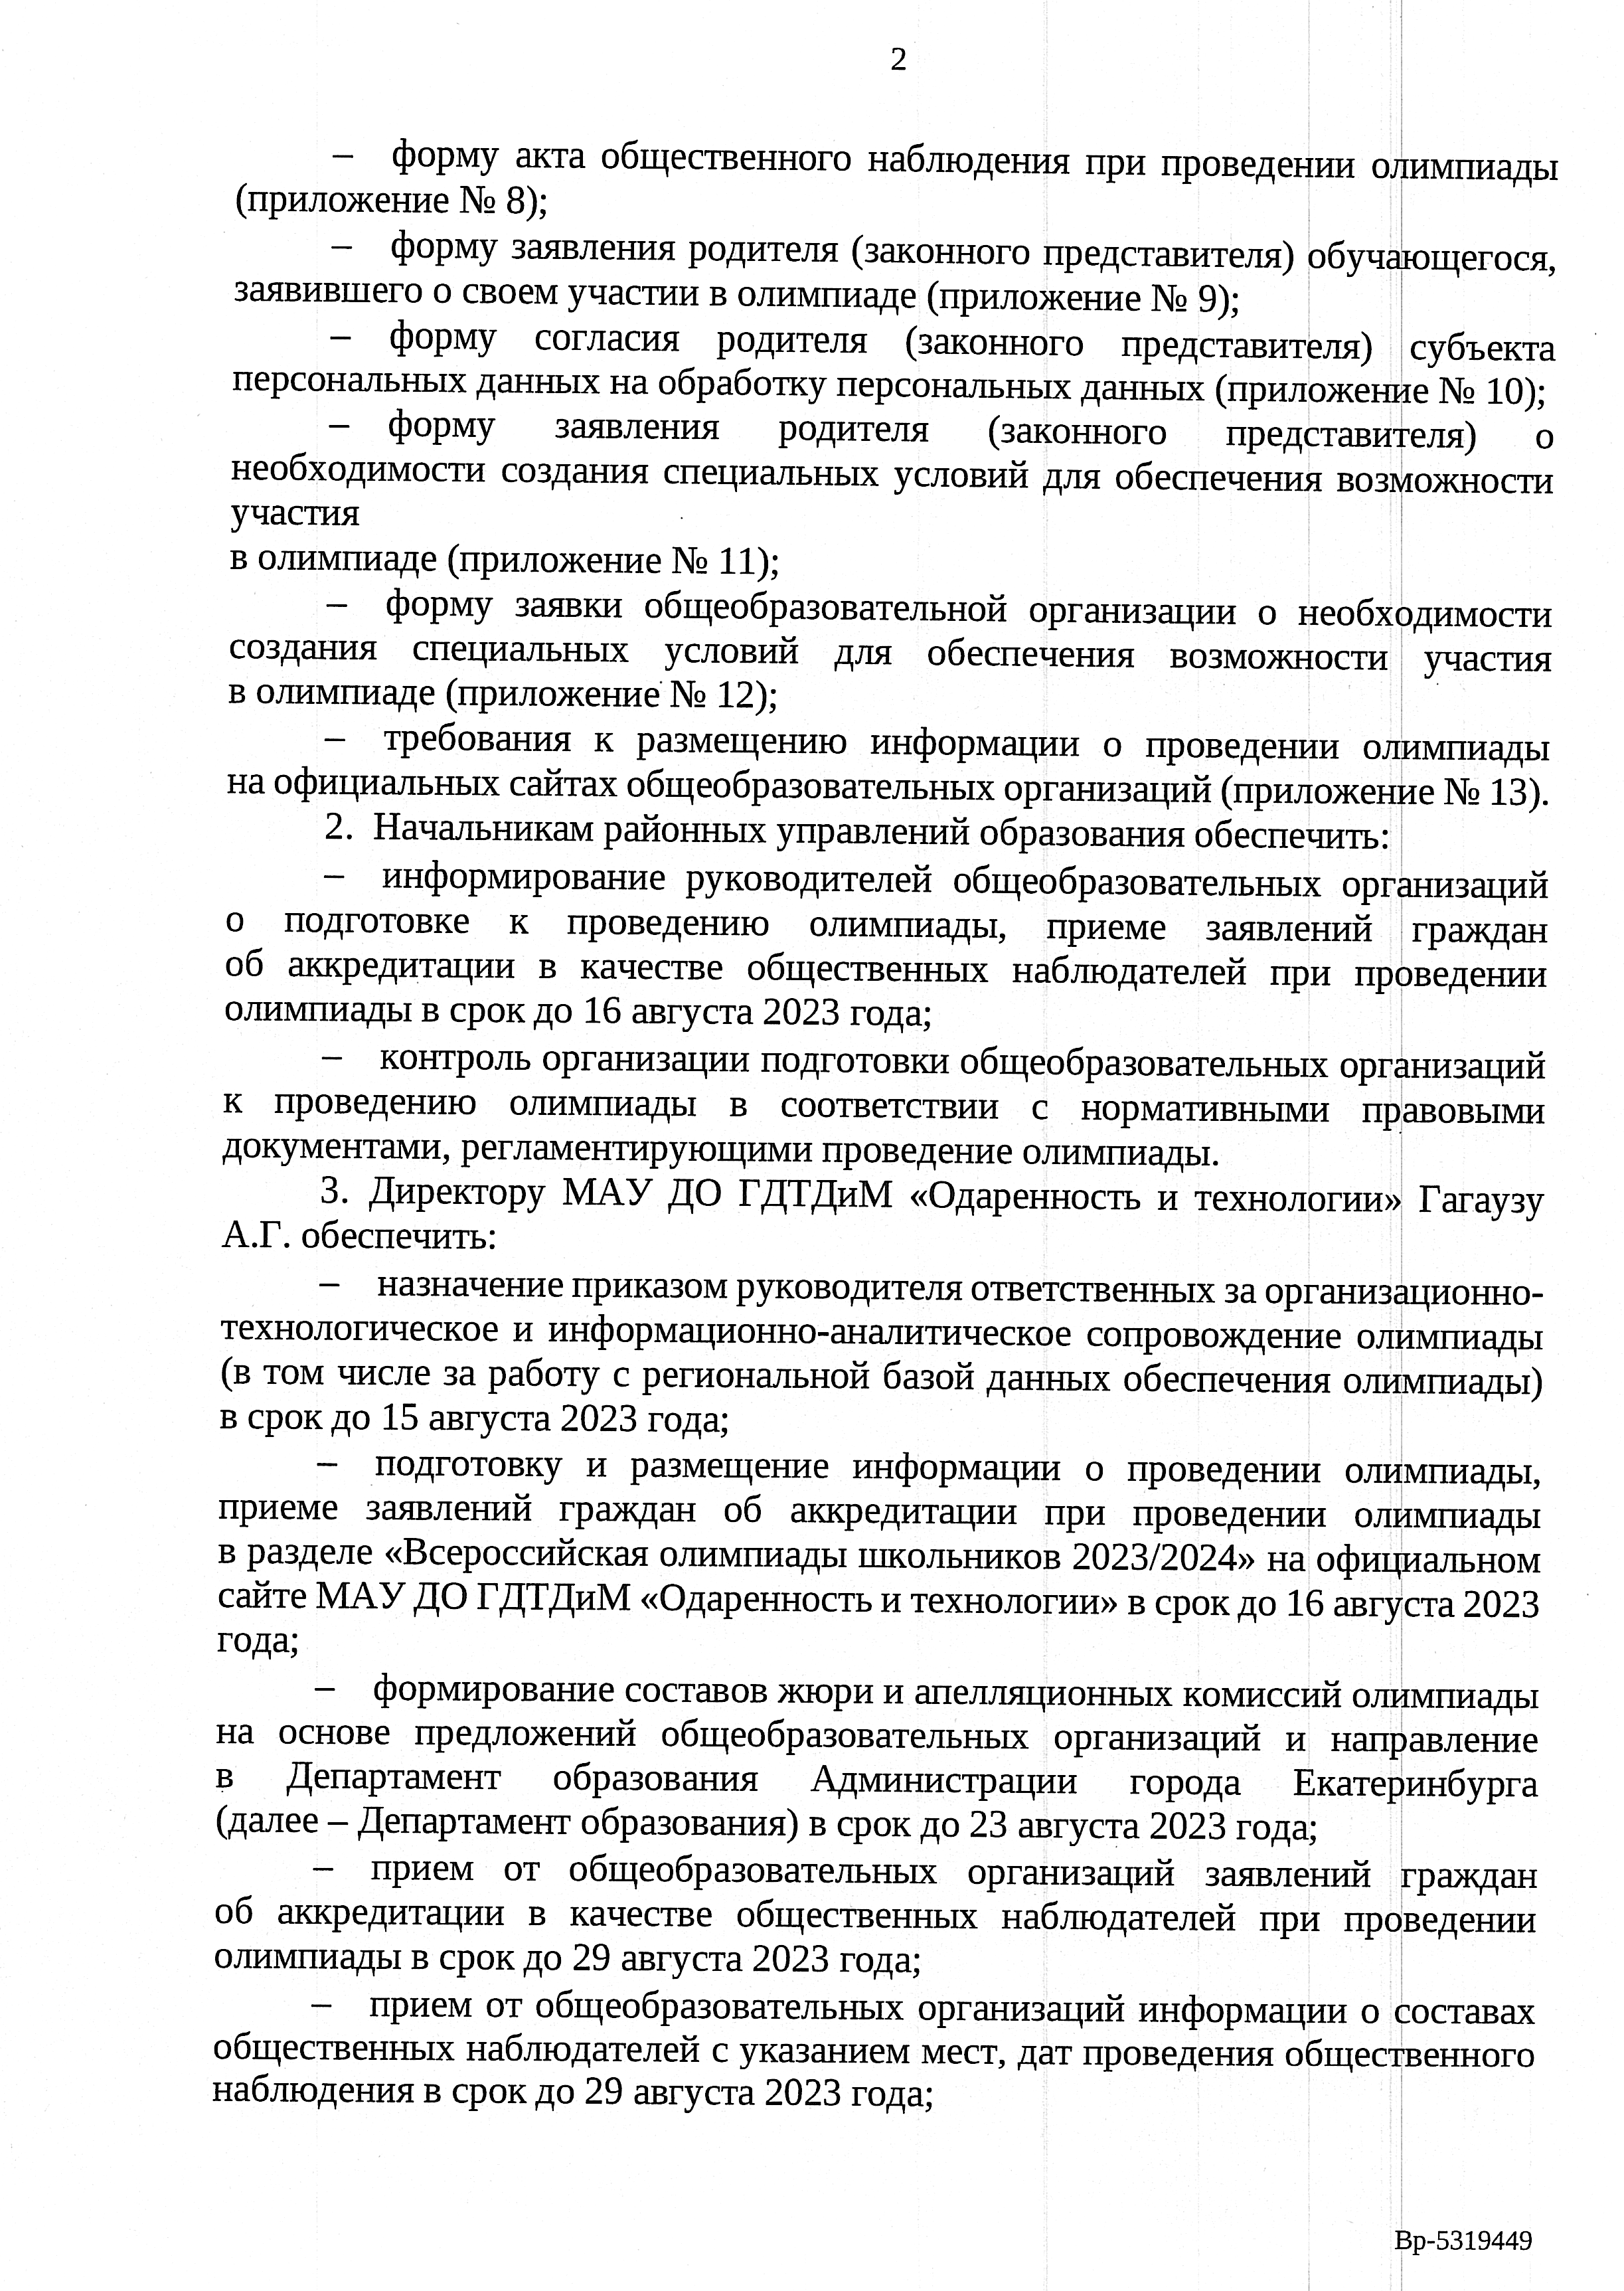 2
– форму акта общественного наблюдения при проведении олимпиады
(приложение № 8);
– форму заявления родителя (законного представителя) обучающегося,
заявившего о своем участии в олимпиаде (приложение № 9);
– форму согласия родителя (законного представителя) субъекта
персональных данных на обработку персональных данных (приложение № 10);
– форму заявления родителя (законного представителя) о
необходимости создания специальных условий для обеспечения возможности
участия
в олимпиаде (приложение № 11);
– форму заявки общеобразовательной организации о необходимости
создания специальных условий для обеспечения возможности участия
в олимпиаде (приложение № 12);
– требования к размещению информации о проведении олимпиады
на официальных сайтах общеобразовательных организаций (приложение № 13).
2. Начальникам районных управлений образования обеспечить:
– информирование руководителей общеобразовательных организаций
о подготовке к проведению олимпиады, приеме заявлений граждан
об аккредитации в качестве общественных наблюдателей при проведении
олимпиады в срок до 16 августа 2023 года;
– контроль организации подготовки общеобразовательных организаций
к проведению олимпиады в соответствии с нормативными правовыми
документами, регламентирующими проведение олимпиады.
3. Директору МАУ ДО ГДТДиМ «Одаренность и технологии» Гагаузу
А.Г. обеспечить:
– назначение приказом руководителя ответственных за организационно-
технологическое и информационно-аналитическое сопровождение олимпиады
(в том числе за работу с региональной базой данных обеспечения олимпиады)
в срок до 15 августа 2023 года;
– подготовку и размещение информации о проведении олимпиады,
приеме заявлений граждан об аккредитации при проведении олимпиады
в разделе «Всероссийская олимпиады школьников 2023/2024» на официальном
сайте МАУ ДО ГДТДиМ «Одаренность и технологии» в срок до 16 августа 2023
года;
– формирование составов жюри и апелляционных комиссий олимпиады
на основе предложений общеобразовательных организаций и направление
в Департамент образования Администрации города Екатеринбурга
(далее – Департамент образования) в срок до 23 августа 2023 года;
– прием от общеобразовательных организаций заявлений граждан
об аккредитации в качестве общественных наблюдателей при проведении
олимпиады в срок до 29 августа 2023 года;
– прием от общеобразовательных организаций информации о составах
общественных наблюдателей с указанием мест, дат проведения общественного
наблюдения в срок до 29 августа 2023 года;
Вр-5319449